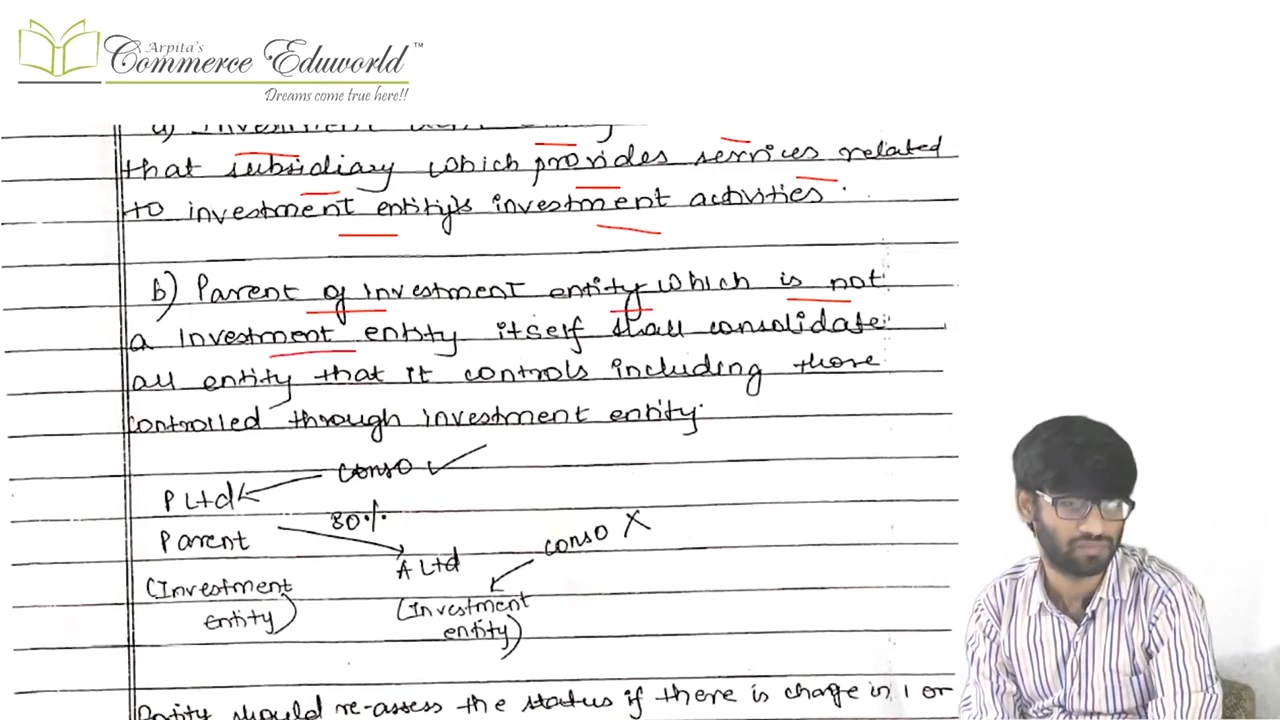 Arpita's
Commerce Eduworld™
Dreams come true here!!
a) Investment
that subsidiary which provides services related
to investment entity's investment activities.
b) Parent of investment entity which is not
a investment entity itself shall consolidate
all entity that it controls including those
controlled through investment entity.
conso ✓
P Ltd
80%
Parent
conso X
A Ltd
(Investment
entity)
(Investment
entity)
Entity should re-assess the status if there is change in 1 or